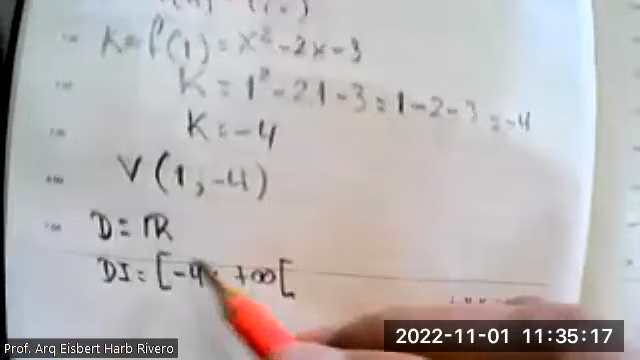 K = f(1) = x² - 2x - 3
K = 1² - 2.1 - 3 = 1 - 2 - 3 = -4
K = -4
V (1, -4)
D = IR
DI = [-4; +∞[
Prof. Arq Eisbert Harb Rivero
2022-11-01 11:35:17